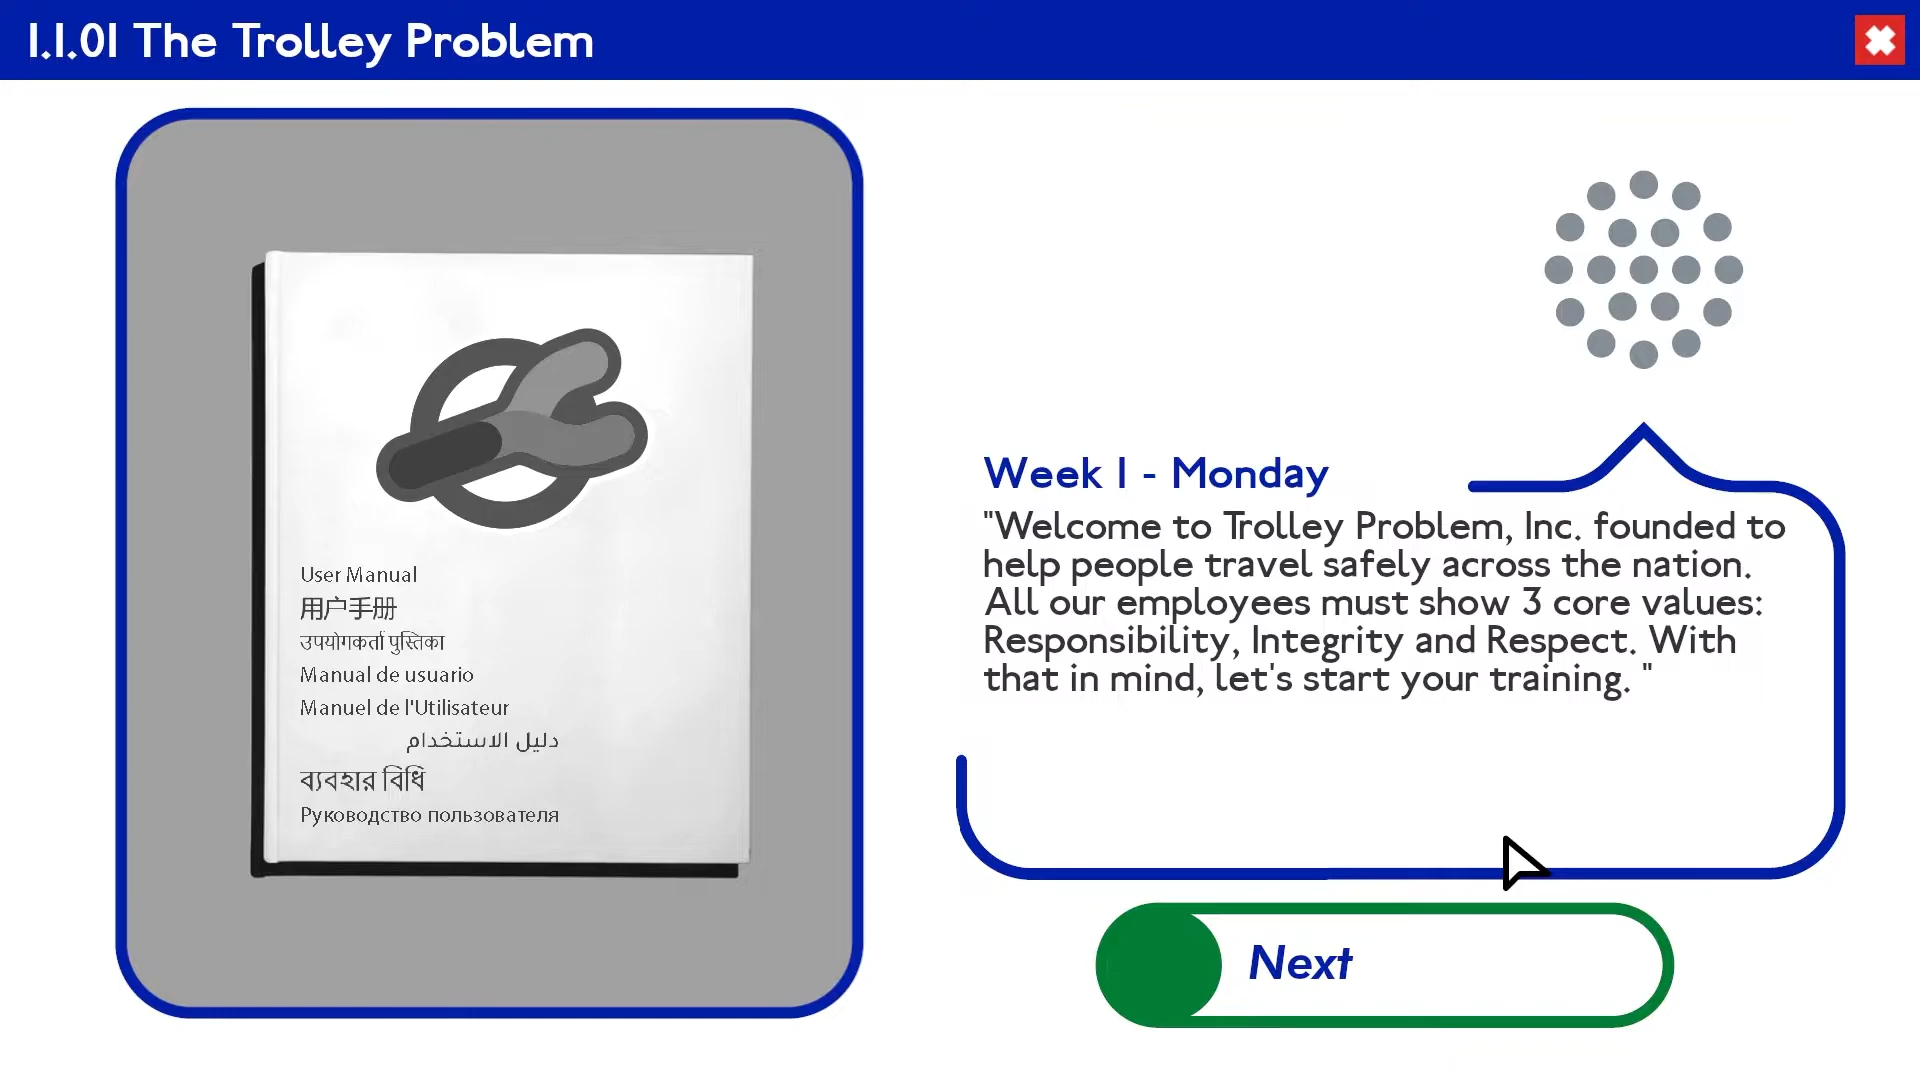 1.1.01 The Trolley Problem
User Manual
用户手册
उपयोगकर्ता पुस्तिका
Manual de usuario
Manuel de l'Utilisateur
دليل الاستخدام
ব্যবহার বিধি
Руководство пользователя
Week 1 - Monday
"Welcome to Trolley Problem, Inc. founded to
help people travel safely across the nation.
All our employees must show 3 core values:
Responsibility, Integrity and Respect. With
that in mind, let's start your training. "
Next